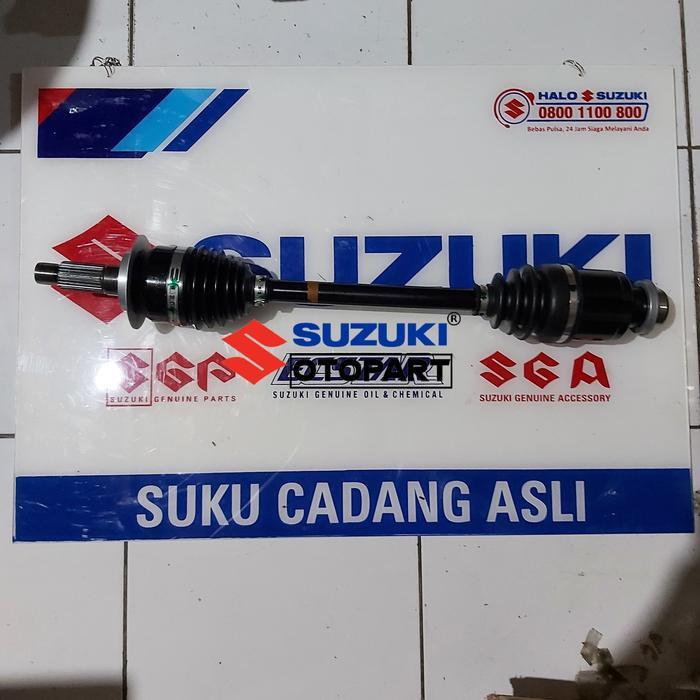 HALO SUZUKI
0800 1100 800
Bebas Pulsa, 24 Jam Siaga Melayani Anda
SUZUKI
SUZUKI ®
OTOPART
SGP
SUZUKI GENUINE PARTS
SUZUKI GENUINE OIL & CHEMICAL
SGA
SUZUKI GENUINE ACCESSORY
SUKU CADANG ASLI